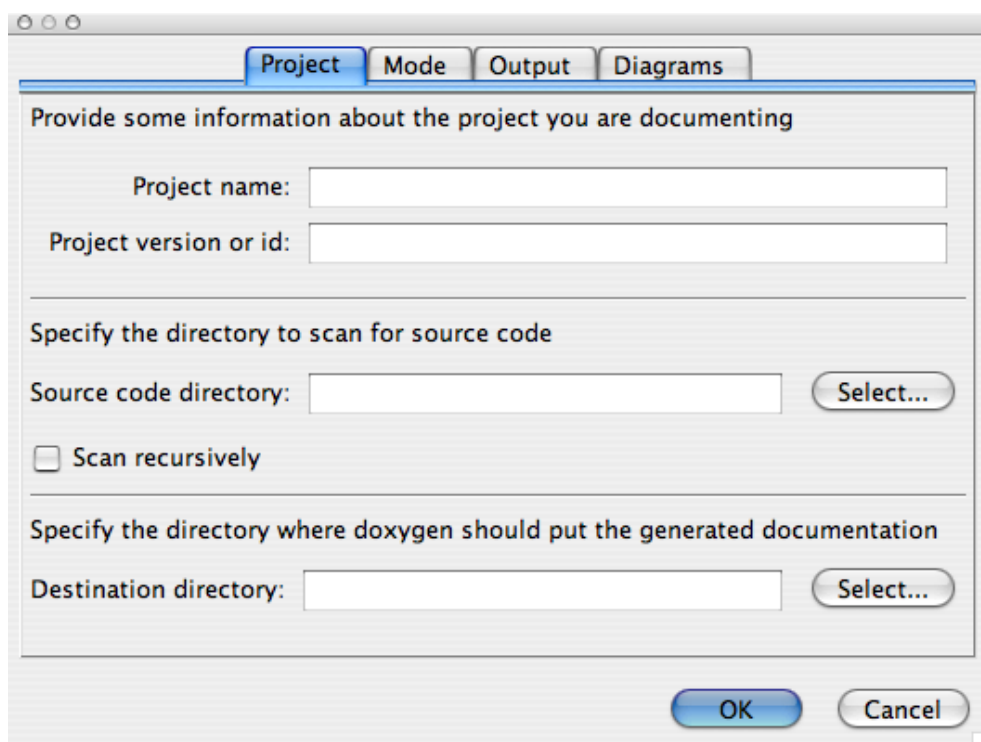 Project Mode Output Diagrams
Provide some information about the project you are documenting
Project name:
Project version or id:
Specify the directory to scan for source code
Source code directory: Select...
Scan recursively
Specify the directory where doxygen should put the generated documentation
Destination directory: Select...
OK Cancel